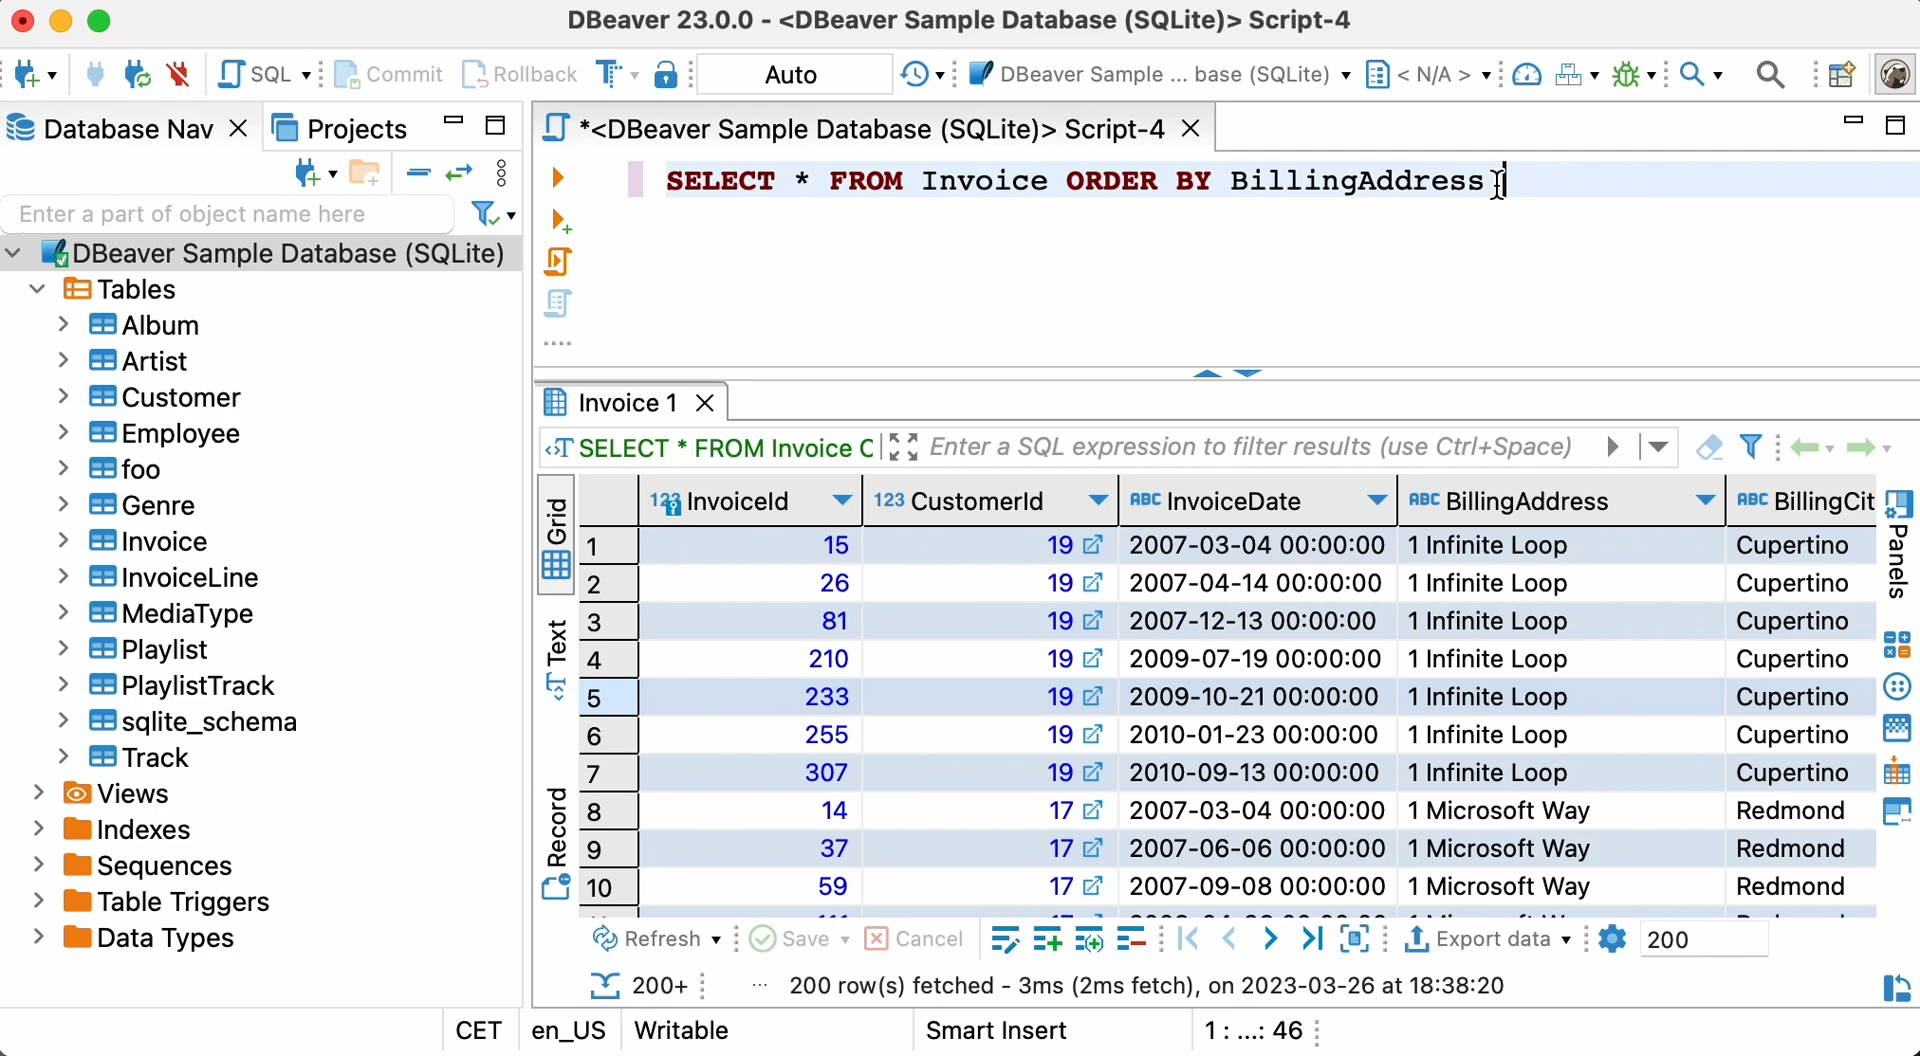 DBeaver 23.0.0 - <DBeaver Sample Database (SQLite)> Script-4
SQL
Commit
Rollback
Auto
DBeaver Sample ... base (SQLite)
< N/A >
Database Nav
Projects
*<DBeaver Sample Database (SQLite)> Script-4
Enter a part of object name here
DBeaver Sample Database (SQLite)
Tables
Album
Artist
Customer
Employee
foo
Genre
Invoice
InvoiceLine
MediaType
Playlist
PlaylistTrack
sqlite_schema
Track
Views
Indexes
Sequences
Table Triggers
Data Types
SELECT * FROM Invoice ORDER BY BillingAddress
Invoice 1
SELECT * FROM Invoice
Enter a SQL expression to filter results (use Ctrl+Space)
Grid
Text
Record
Panels
123 InvoiceId 123 CustomerId ABC InvoiceDate ABC BillingAddress ABC BillingCit
1 15 19 2007-03-04 00:00:00 1 Infinite Loop Cupertino
2 26 19 2007-04-14 00:00:00 1 Infinite Loop Cupertino
3 81 19 2007-12-13 00:00:00 1 Infinite Loop Cupertino
4 210 19 2009-07-19 00:00:00 1 Infinite Loop Cupertino
5 233 19 2009-10-21 00:00:00 1 Infinite Loop Cupertino
6 255 19 2010-01-23 00:00:00 1 Infinite Loop Cupertino
7 307 19 2010-09-13 00:00:00 1 Infinite Loop Cupertino
8 14 17 2007-03-04 00:00:00 1 Microsoft Way Redmond
9 37 17 2007-06-06 00:00:00 1 Microsoft Way Redmond
10 59 17 2007-09-08 00:00:00 1 Microsoft Way Redmond
Refresh
Save
Cancel
Export data
200
200+
... 200 row(s) fetched - 3ms (2ms fetch), on 2023-03-26 at 18:38:20
CET
en_US
Writable
Smart Insert
1 : ...: 46